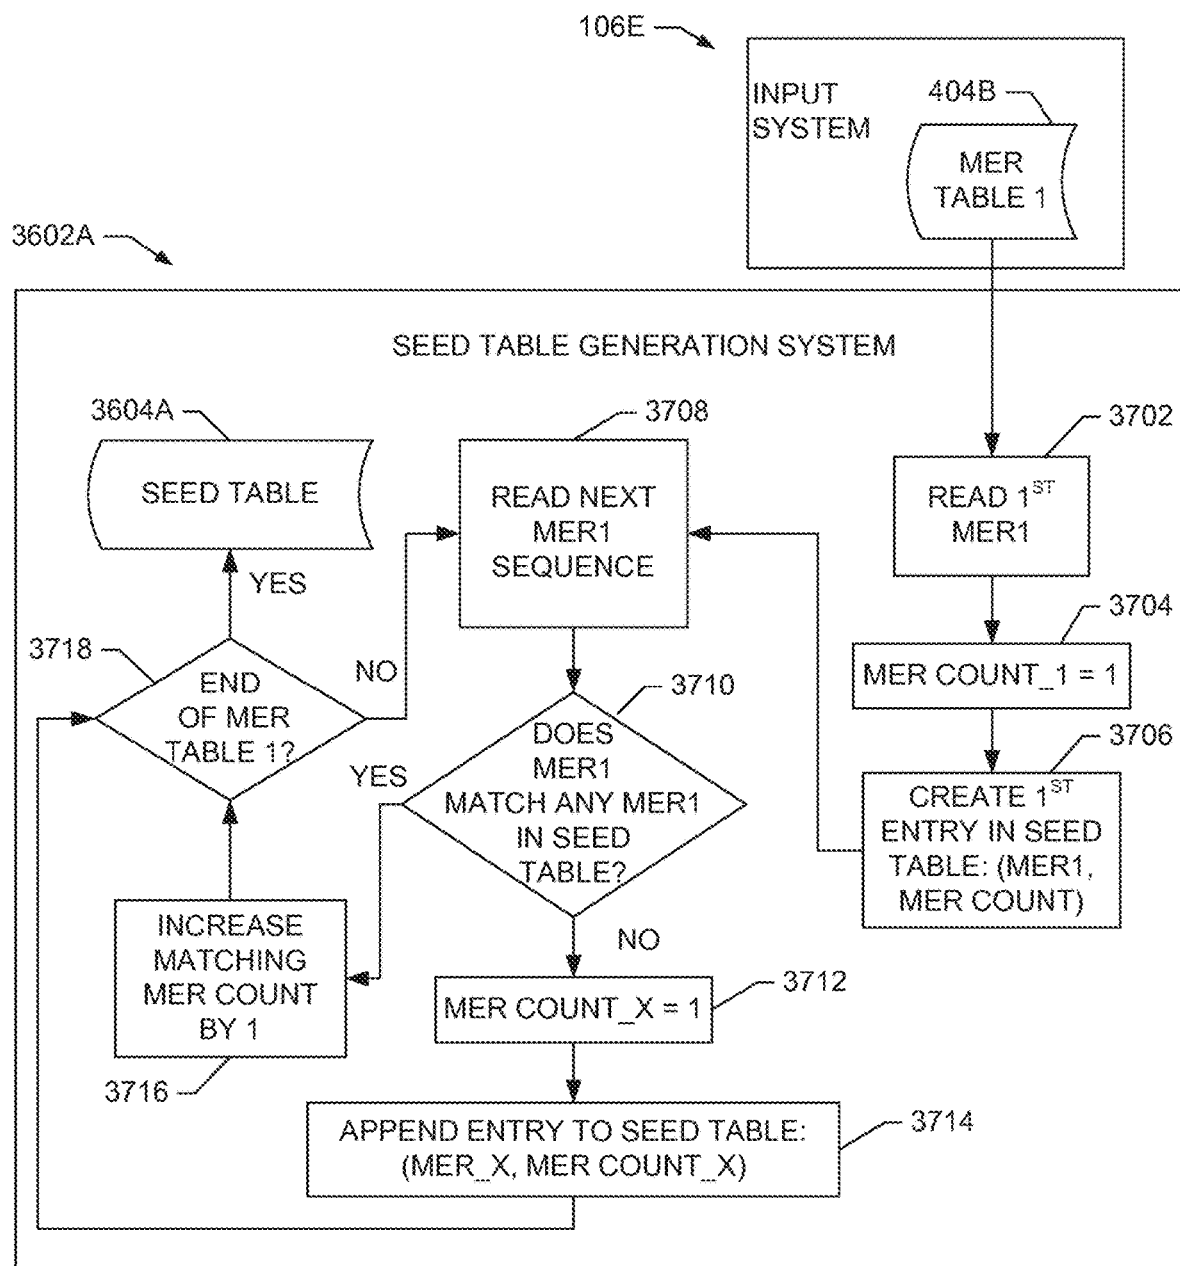 106E
INPUT
SYSTEM
404B
MER
TABLE 1
3602A
SEED TABLE GENERATION SYSTEM
3604A
SEED TABLE
3708
READ NEXT
MER1
SEQUENCE
3702
READ 1ST
MER1
YES
3704
MER COUNT_1 = 1
3718
END
OF MER
TABLE 1?
NO
3710
DOES
MER1
MATCH ANY MER1
IN SEED
TABLE?
YES
3706
CREATE 1ST
ENTRY IN SEED
TABLE: (MER1,
MER COUNT)
INCREASE
MATCHING
MER COUNT
BY 1
3716
NO
MER COUNT_X = 1
3712
APPEND ENTRY TO SEED TABLE:
(MER_X, MER COUNT_X)
3714